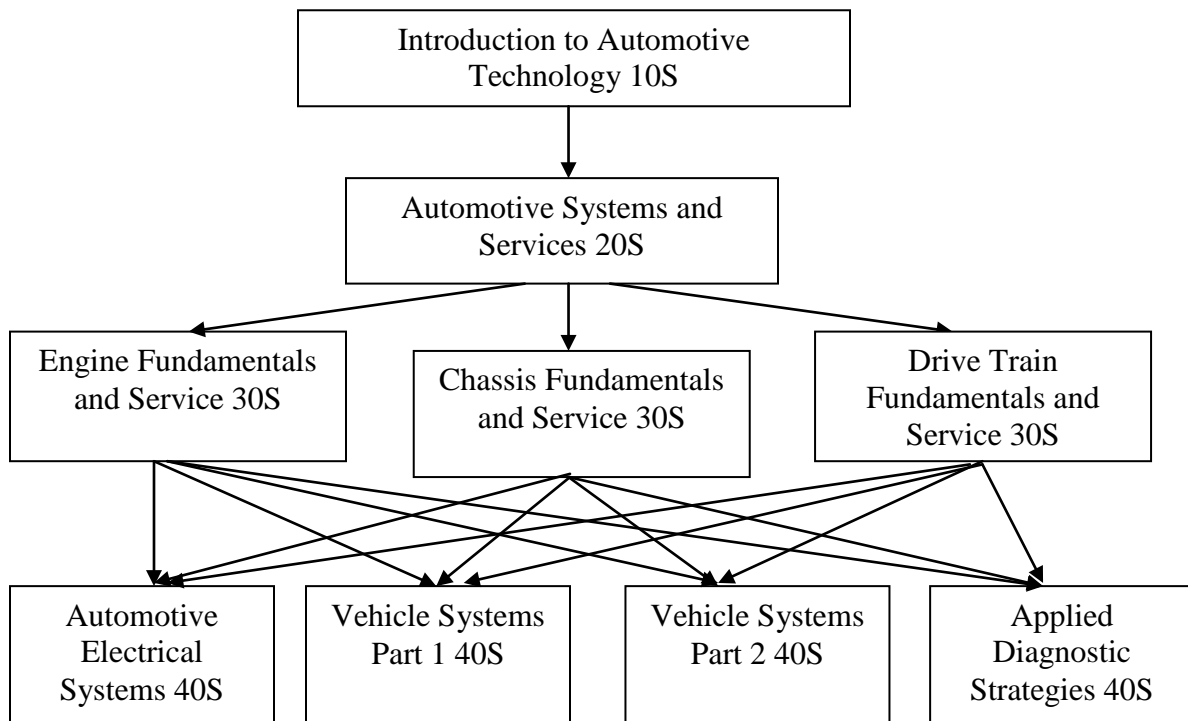 Introduction to Automotive
Technology 10S
Automotive Systems and
Services 20S
Engine Fundamentals
and Service 30S
Chassis Fundamentals
and Service 30S
Drive Train
Fundamentals and
Service 30S
Automotive
Electrical
Systems 40S
Vehicle Systems
Part 1 40S
Vehicle Systems
Part 2 40S
Applied
Diagnostic
Strategies 40S